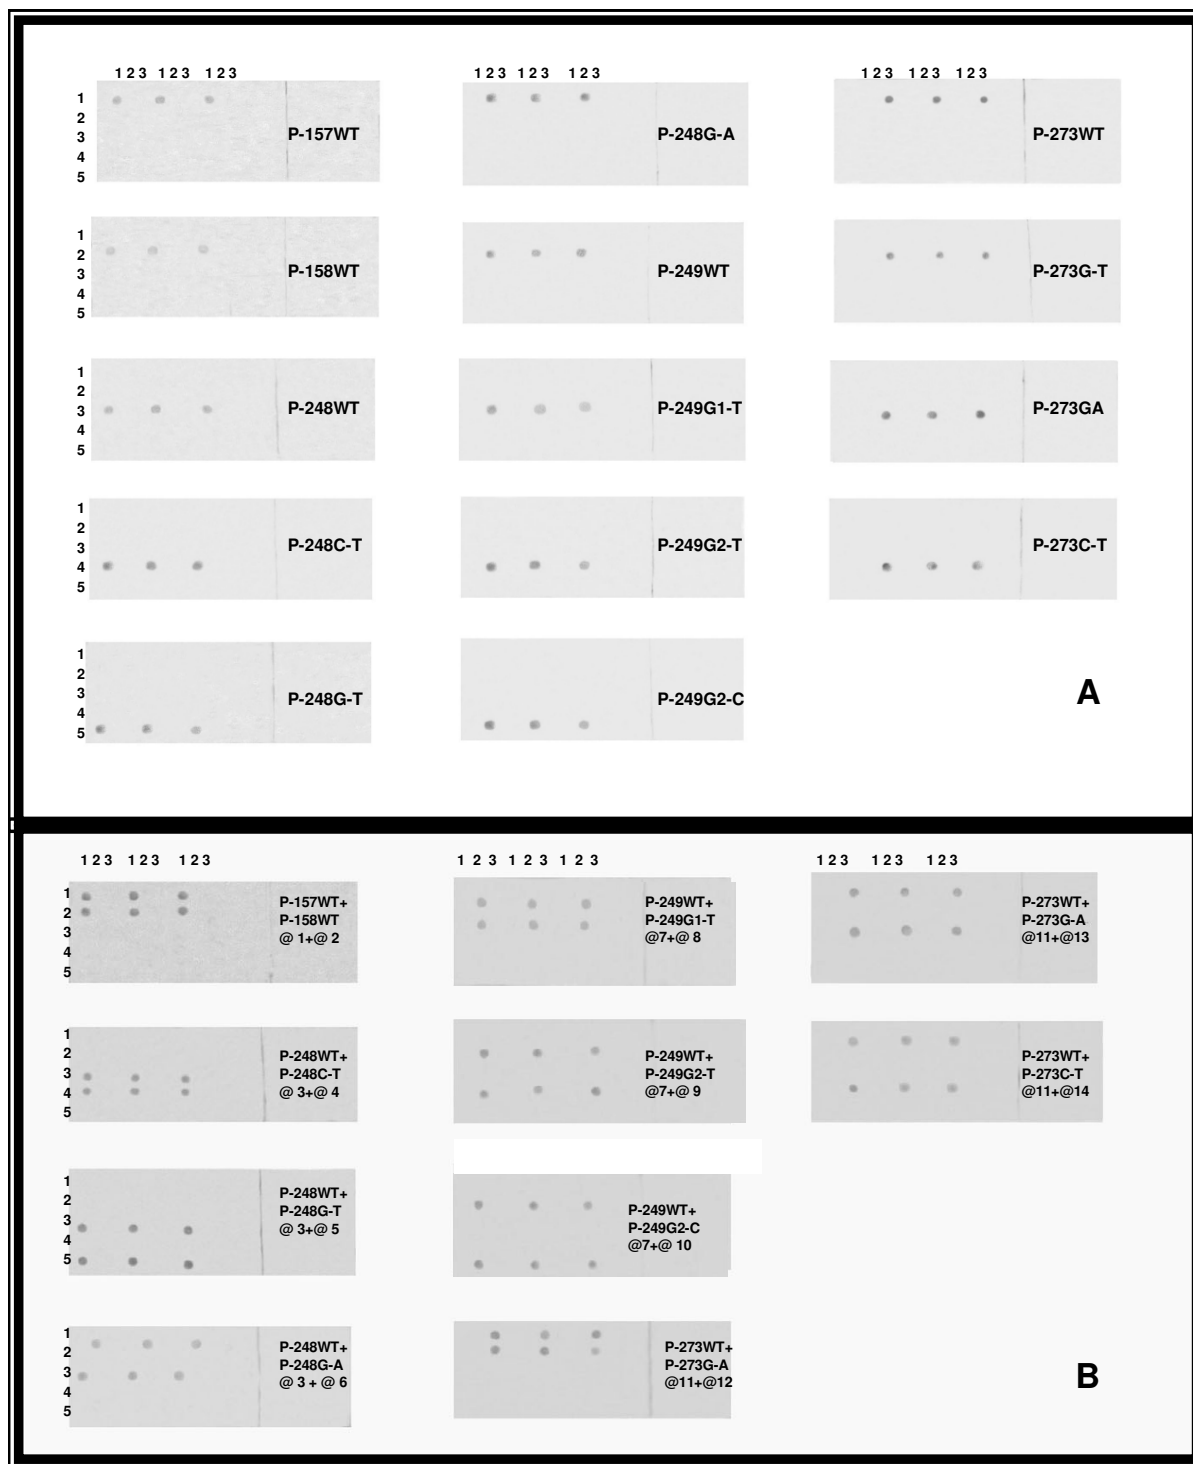 1 2 3 1 2 3 1 2 3
1
2
3
4
5
P-157WT
1
2
3
4
5
P-158WT
1
2
3
4
5
P-248WT
1
2
3
4
5
P-248C-T
1
2
3
4
5
P-248G-T
1 2 3 1 2 3 1 2 3
P-248G-A
P-249WT
P-249G1-T
P-249G2-T
P-249G2-C
1 2 3 1 2 3 1 2 3
P-273WT
P-273G-T
P-273GA
P-273C-T
A
1 2 3 1 2 3 1 2 3
1
2
3
4
5
P-157WT+
P-158WT
@ 1+@ 2
1
2
3
4
5
P-248WT+
P-248C-T
@ 3+@ 4
1
2
3
4
5
P-248WT+
P-248G-T
@ 3+@ 5
1
2
3
4
5
P-248WT+
P-248G-A
@ 3 + @ 6
1 2 3 1 2 3 1 2 3
P-249WT+
P-249G1-T
@7+@ 8
P-249WT+
P-249G2-T
@7+@ 9
P-249WT+
P-249G2-C
@7+@ 10
P-273WT+
P-273G-A
@11+@12
1 2 3 1 2 3 1 2 3
P-273WT+
P-273G-A
@11+@13
P-273WT+
P-273C-T
@11+@14
B